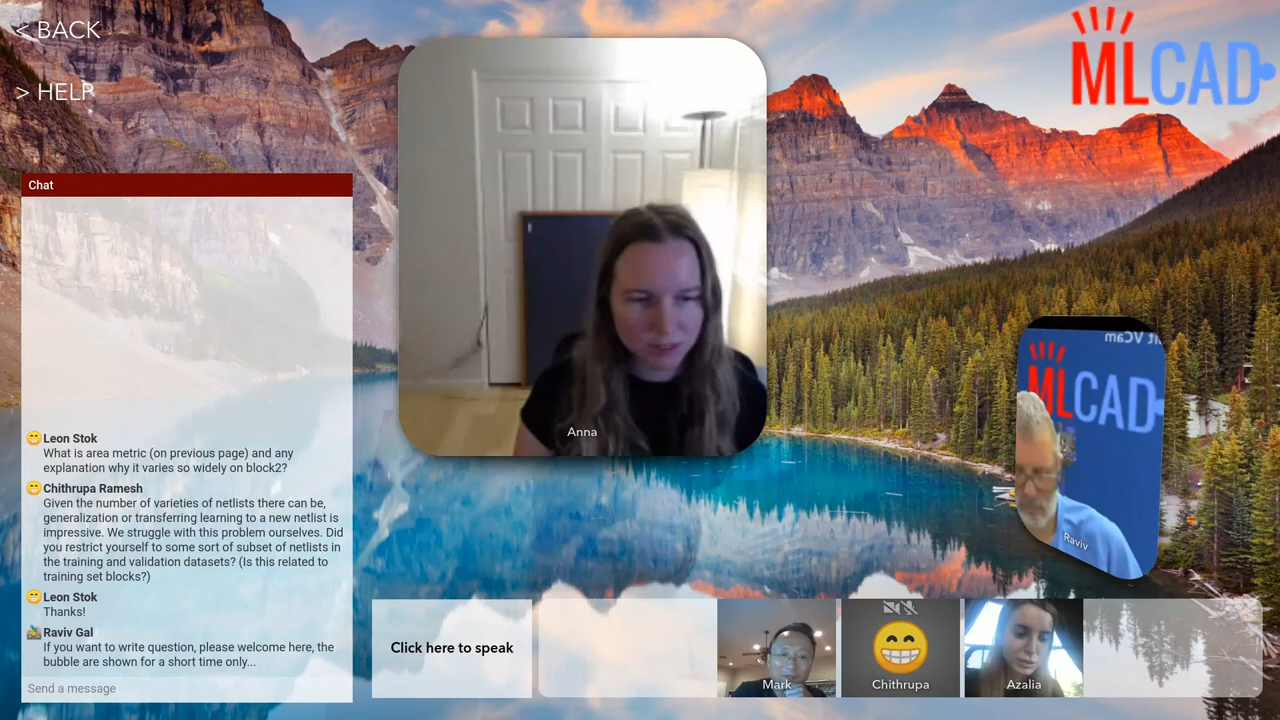 < BACK
> HELP
MLCAD
Chat
Leon Stok
What is area metric (on previous page) and any
explanation why it varies so widely on block2?
Chithrupa Ramesh
Given the number of varieties of netlists there can be,
generalization or transferring learning to a new netlist is
impressive. We struggle with this problem ourselves. Did
you restrict yourself to some sort of subset of netlists in
the training and validation datasets? (Is this related to
training set blocks?)
Leon Stok
Thanks!
Raviv Gal
If you want to write question, please welcome here, the
bubble are shown for a short time only...
Send a message
Anna
VCam
MLCAD
Raviv
Click here to speak
Mark
Chithrupa
Azalia